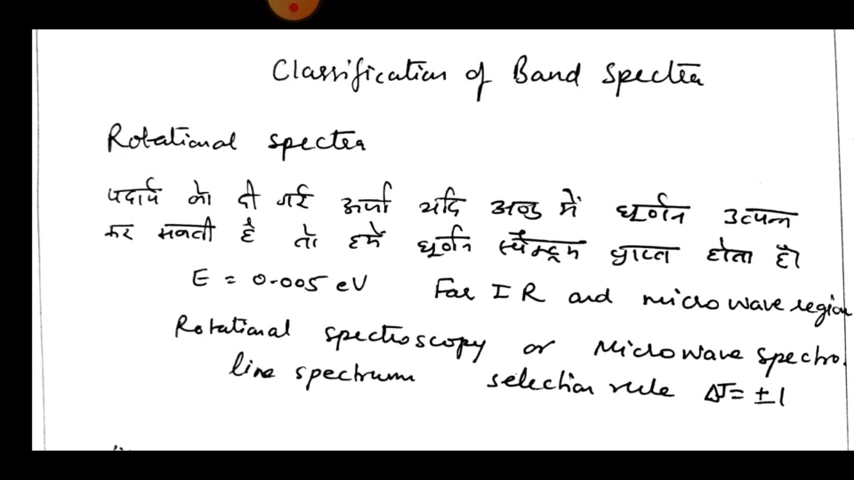 Classification of Band Spectra
Rotational spectra
पदार्थ को दी गई ऊर्जा यदि अणु में घूर्णन उत्पन्न
कर सकती है तो हमें घूर्णन स्पैक्ट्रम प्राप्त होता है।
E = 0.005 eV For IR and microwave region
Rotational spectroscopy or Microwave spectro.
line spectrum selection rule ΔJ= ±1